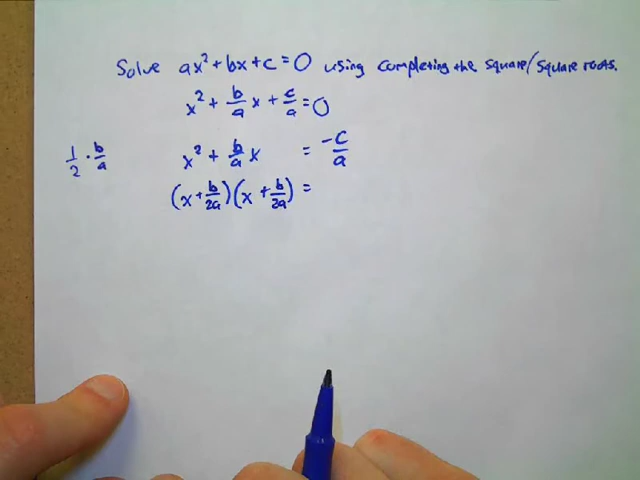 Solve ax² + bx + c = 0 using completing the square/square roots.
x² + b/a x + c/a = 0
1/2 · b/a x² + b/a x = -c/a
(x + b/2a)(x + b/2a) =